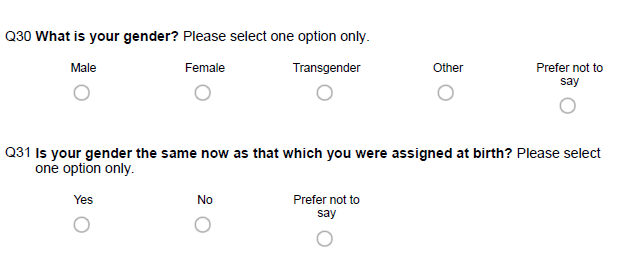 Q30 What is your gender? Please select one option only.
Male Female Transgender Other Prefer not to
say
Q31 Is your gender the same now as that which you were assigned at birth? Please select
one option only.
Yes No Prefer not to
say